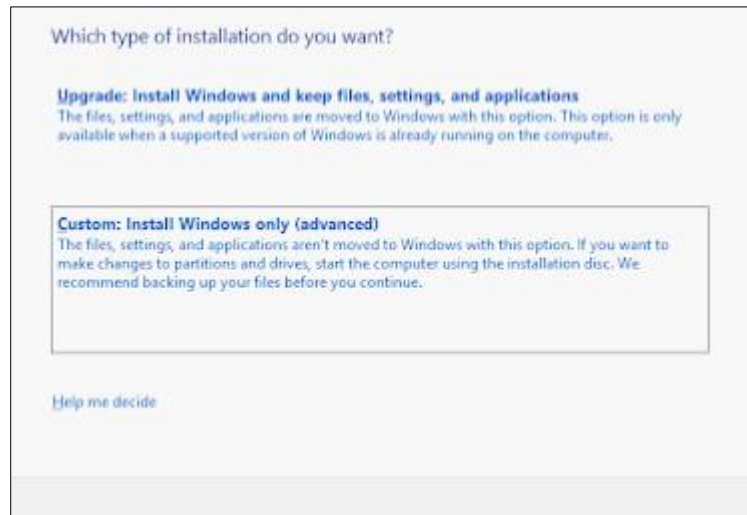 Which type of installation do you want?
Upgrade: Install Windows and keep files, settings, and applications
The files, settings, and applications are moved to Windows with this option. This option is only
available when a supported version of Windows is already running on the computer.
Custom: Install Windows only (advanced)
The files, settings, and applications aren't moved to Windows with this option. If you want to
make changes to partitions and drives, start the computer using the installation disc. We
recommend backing up your files before you continue.
Help me decide